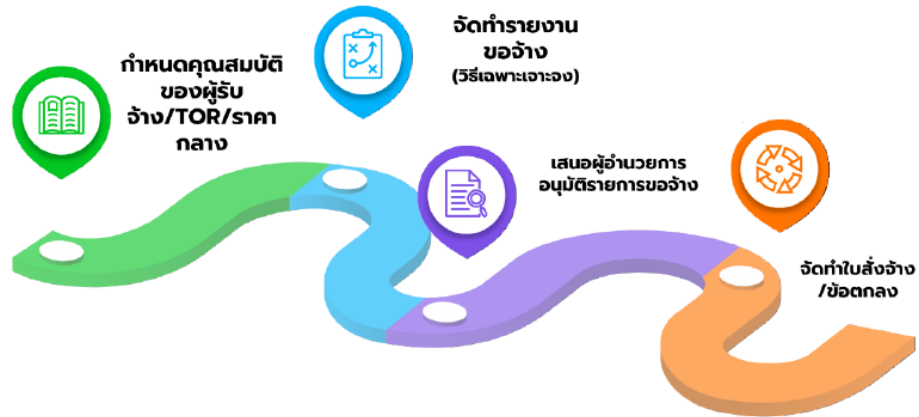 กำหนดคุณสมบัติ
ของผู้รับ
จ้าง/TOR/ราคา
กลาง
จัดทำรายงาน
ขอจ้าง
(วิธีเฉพาะเจาะจง)
เสนอผู้อำนวยการ
อนุมัติรายการขอจ้าง
จัดทำใบสั่งจ้าง
/ข้อตกลง